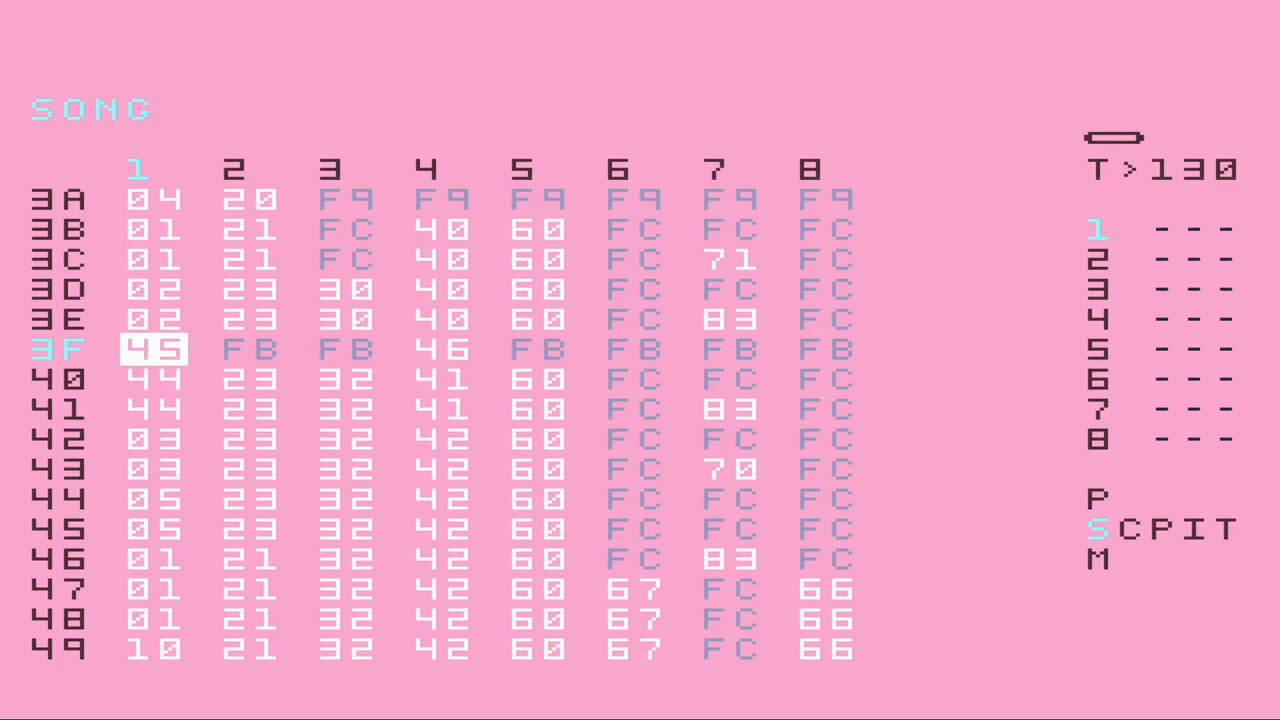 SONG
1 2 3 4 5 6 7 8 T>130
3A 04 20 F9 F9 F9 F9 F9 F9
3B 01 21 FC 40 60 FC FC FC 1 ---
3C 01 21 FC 40 60 FC 71 FC 2 ---
3D 02 23 30 40 60 FC FC FC 3 ---
3E 02 23 30 40 60 FC 83 FC 4 ---
3F 45 FB FB 46 FB FB FB FB 5 ---
40 44 23 32 41 60 FC FC FC 6 ---
41 44 23 32 41 60 FC 83 FC 7 ---
42 03 23 32 42 60 FC FC FC 8 ---
43 03 23 32 42 60 FC 70 FC
44 05 23 32 42 60 FC FC FC P
45 05 23 32 42 60 FC FC FC SCPIT
46 01 21 32 42 60 FC 83 FC M
47 01 21 32 42 60 67 FC 66
48 01 21 32 42 60 67 FC 66
49 10 21 32 42 60 67 FC 66